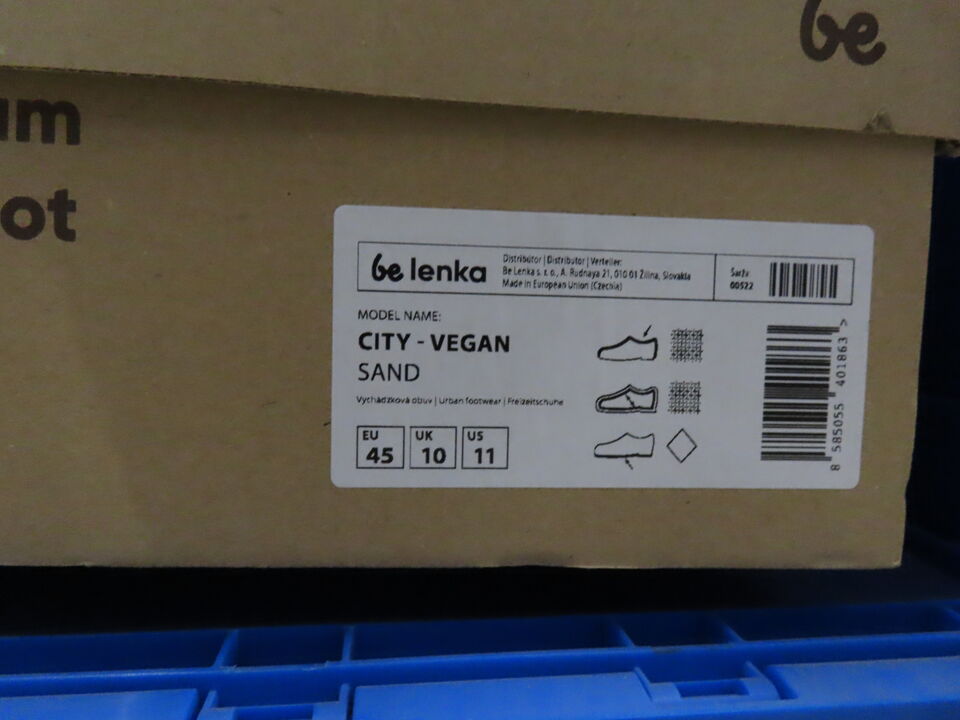 be
um
ot
be lenka
Distribútor | Distributor | Verteiler:
Be Lenka s. r. o., A. Rudnaya 21, 010 01 Žilina, Slovakia
Made in European Union (Czechia)
Šarža
00522
MODEL NAME:
CITY - VEGAN
SAND
Vychádzková obuv | Urban footwear | Freizeitschuhe
EU
45
UK
10
US
11
8 585055 401863 >